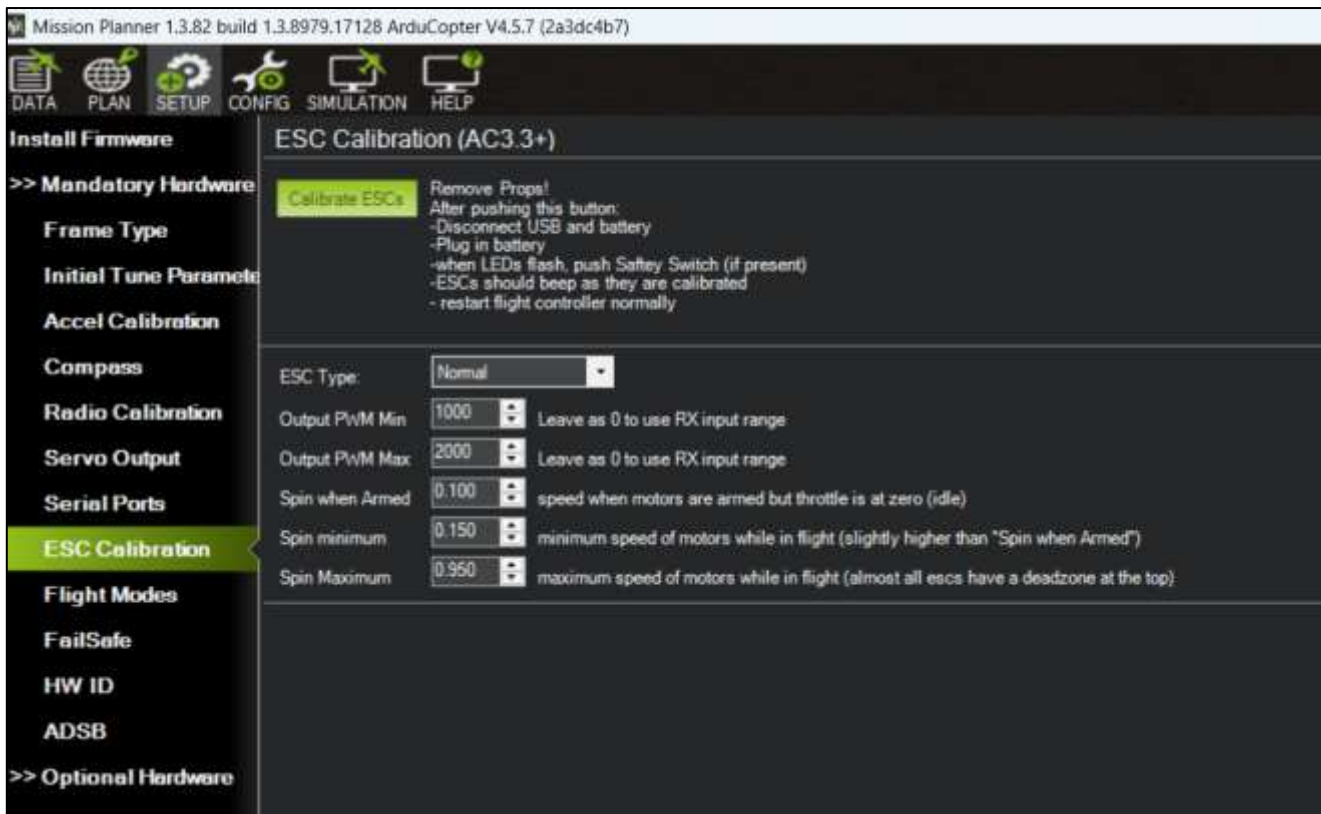 Mission Planner 1.3.82 build 1.3.8979.17128 ArduCopter V4.5.7 (2a3dc4b7)
DATA PLAN SETUP CONFIG SIMULATION HELP
Install Firmware
>> Mandatory Hardware
Frame Type
Initial Tune Paramete
Accel Calibration
Compass
Radio Calibration
Servo Output
Serial Ports
ESC Calibration
Flight Modes
FailSafe
HW ID
ADSB
>> Optional Hardware
ESC Calibration (AC3.3+)
Calibrate ESCs
Remove Props!
After pushing this button:
-Disconnect USB and battery
-Plug in battery
-when LEDs flash, push Saftey Switch (if present)
-ESCs should beep as they are calibrated
- restart flight controller normally
ESC Type: Normal
Output PWM Min 1000 Leave as 0 to use RX input range
Output PWM Max 2000 Leave as 0 to use RX input range
Spin when Armed 0.100 speed when motors are armed but throttle is at zero (idle)
Spin minimum 0.150 minimum speed of motors while in flight (slightly higher than "Spin when Armed")
Spin Maximum 0.950 maximum speed of motors while in flight (almost all escs have a deadzone at the top)